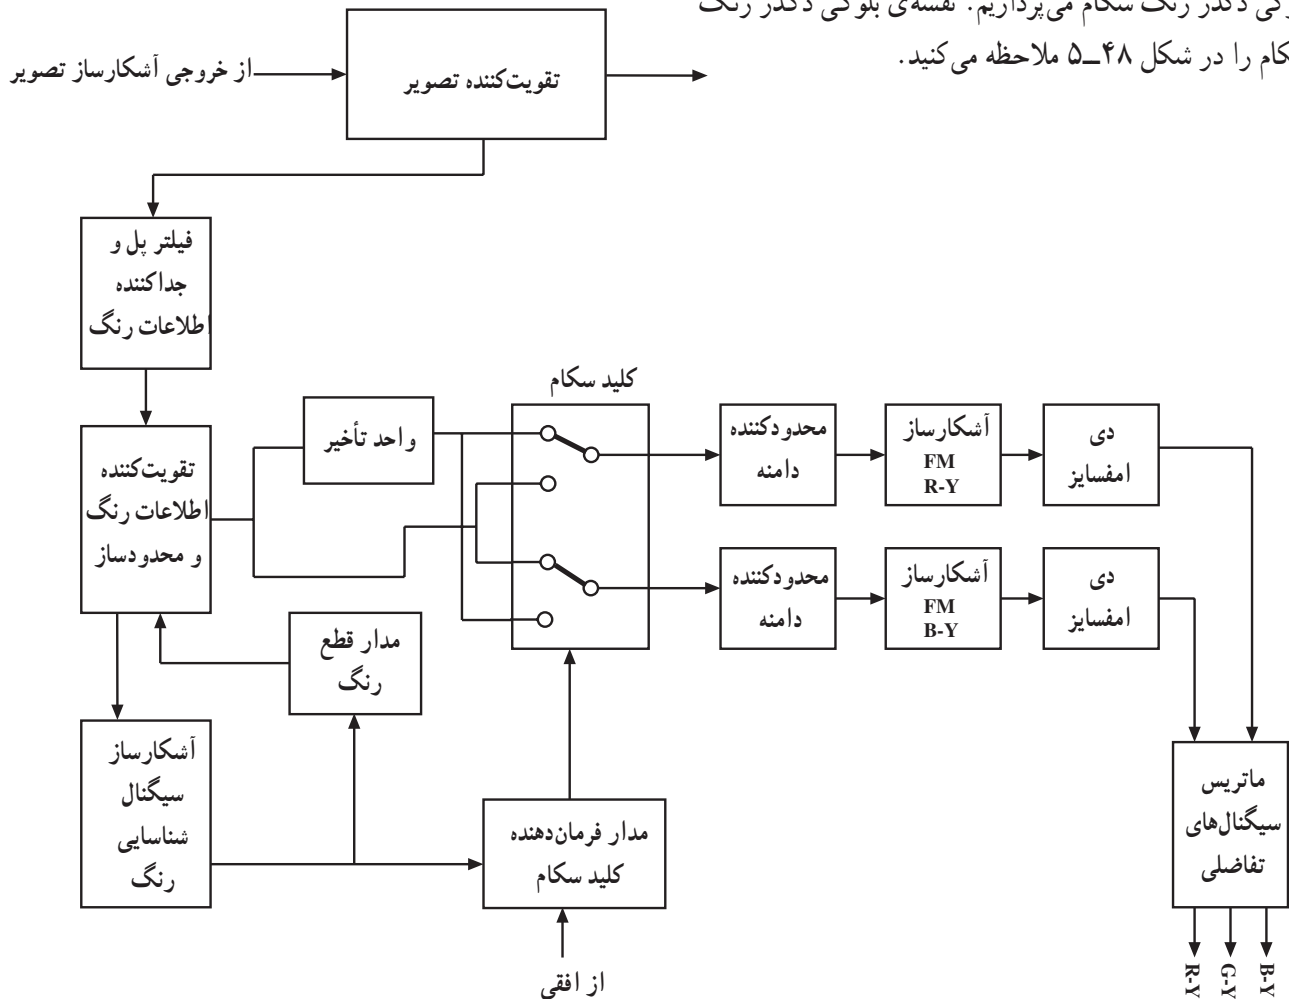 دکدر رنگ سکام می‌پردازیم. نقشه‌ی بلوکی دکدر رنگ
را در شکل ۴۸ــ۵ ملاحظه می‌کنید.
از خروجی آشکارساز تصویر
تقویت‌کننده تصویر
فیلتر پل و
جداکننده
اطلاعات رنگ
کلید سکام
تقویت‌کننده
اطلاعات رنگ
و محدودساز
واحد تأخیر
محدودکننده
دامنه
آشکارساز
FM
R-Y
دی
امفسایز
محدودکننده
دامنه
آشکارساز
FM
B-Y
دی
امفسایز
مدار قطع
رنگ
آشکارساز
سیگنال
شناسایی
رنگ
مدار فرمان‌دهنده
کلید سکام
از افقی
ماتریس
سیگنال‌های
تفاضلی
R-Y
G-Y
B-Y